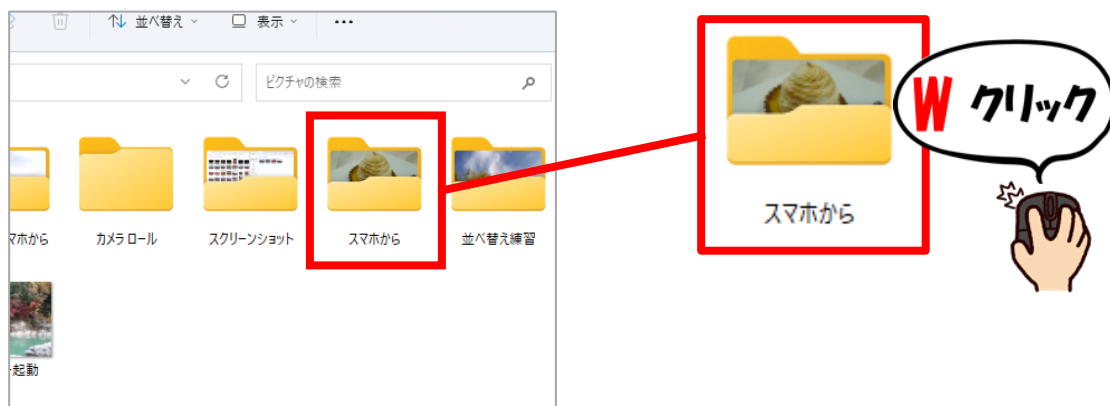 並べ替え 表示 …
ピクチャの検索
マホから カメラ ロール スクリーンショット スマホから 並べ替え練習
起動
スマホから
W クリック